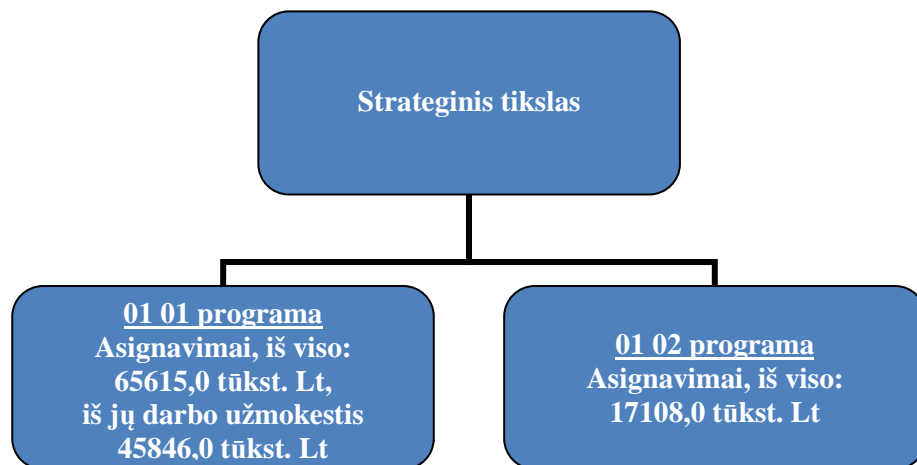 Strateginis tikslas
01 01 programa
Asignavimai, iš viso:
65615,0 tūkst. Lt,
iš jų darbo užmokestis
45846,0 tūkst. Lt
01 02 programa
Asignavimai, iš viso:
17108,0 tūkst. Lt